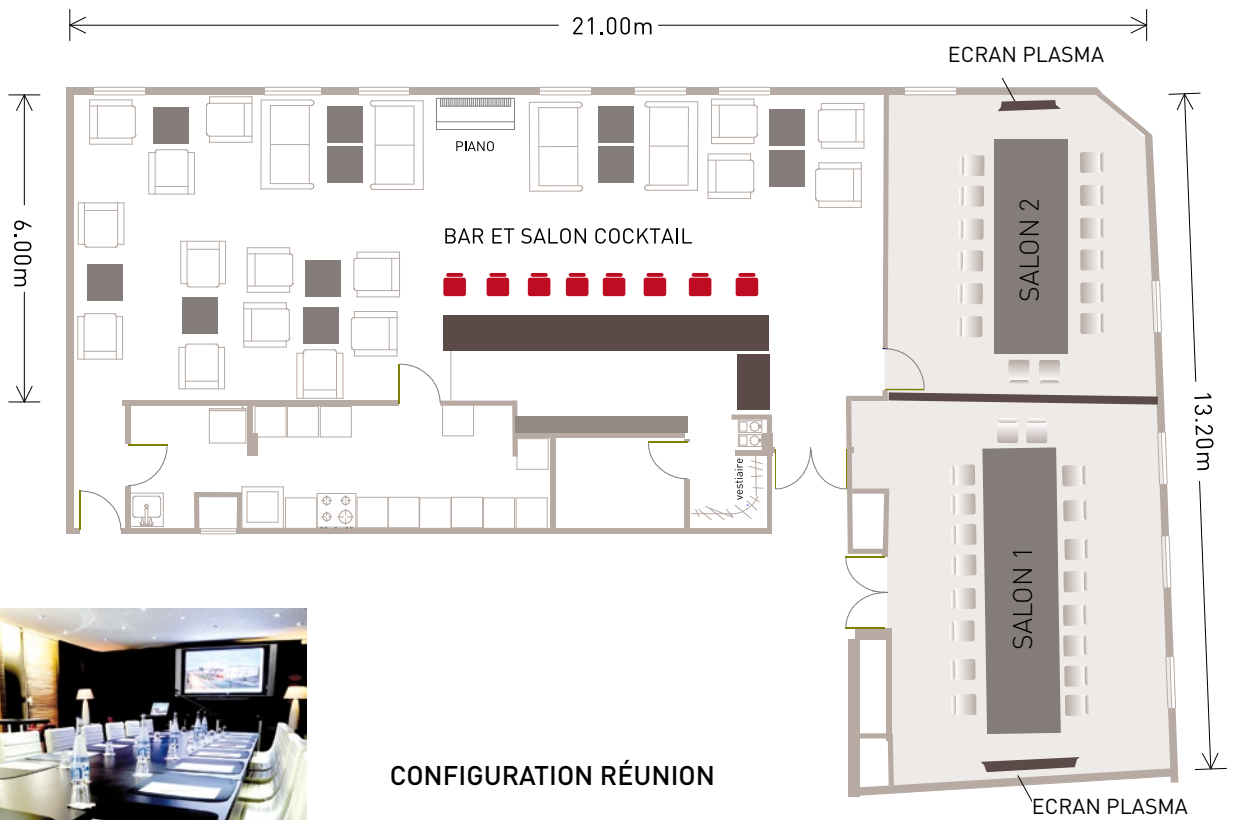 21.00m
ECRAN PLASMA
PIANO
6.00m
BAR ET SALON COCKTAIL
SALON 2
13.20m
vestiaire
SALON 1
CONFIGURATION RÉUNION
ECRAN PLASMA